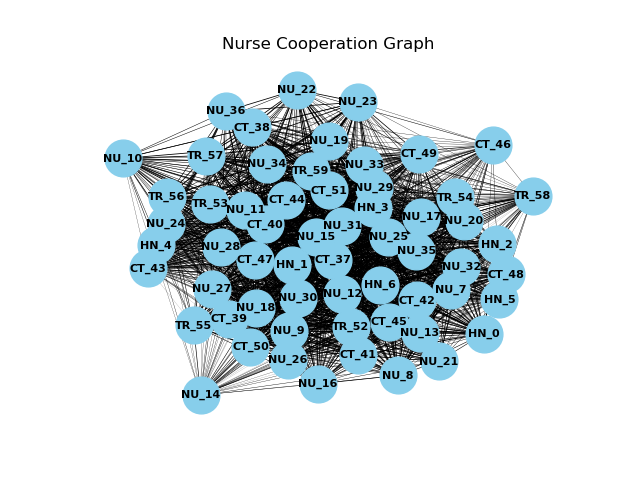 Nurse Cooperation Graph
NU_22
NU_23
NU_36
CT_38
NU_19
CT_46
NU_10
TR_57
NU_34
NU_33
CT_49
TR_59
NU_29
CT_51
TR_56
TR_53
CT_44
TR_54
TR_58
NU_11
HN_3
NU_17
NU_20
NU_24
CT_40
NU_31
NU_15
NU_25
HN_4
NU_28
NU_35
HN_2
CT_43
CT_47
HN_1
CT_37
NU_32
CT_48
NU_27
NU_30
NU_12
HN_6
NU_7
HN_5
NU_18
CT_42
TR_55
CT_39
NU_9
TR_52
CT_45
NU_13
HN_0
CT_50
NU_26
CT_41
NU_21
NU_16
NU_8
NU_14